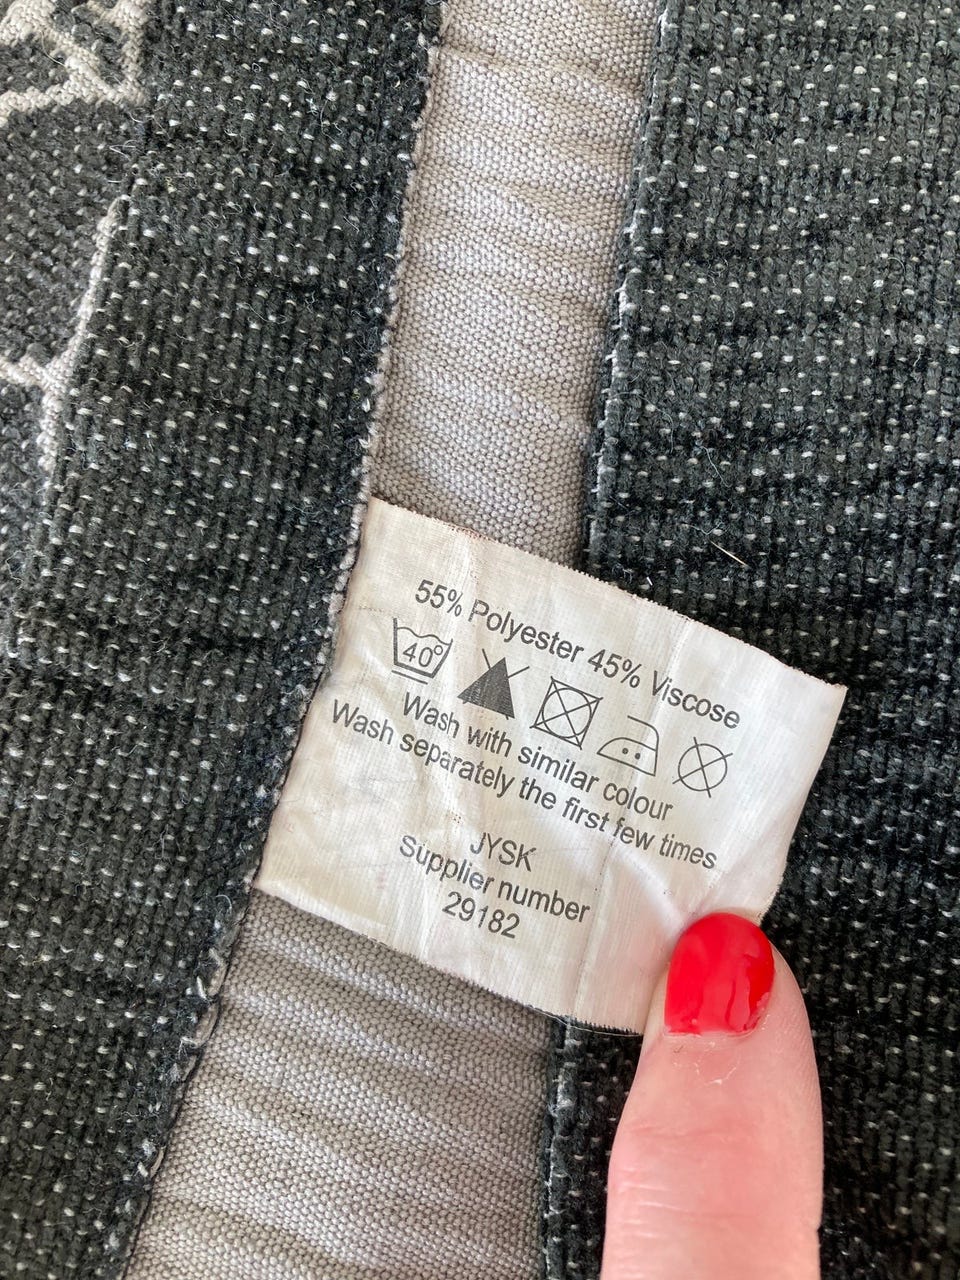 55% Polyester 45% Viscose
40°
Wash with similar colour
Wash separately the first few times
JYSK
Supplier number
29182